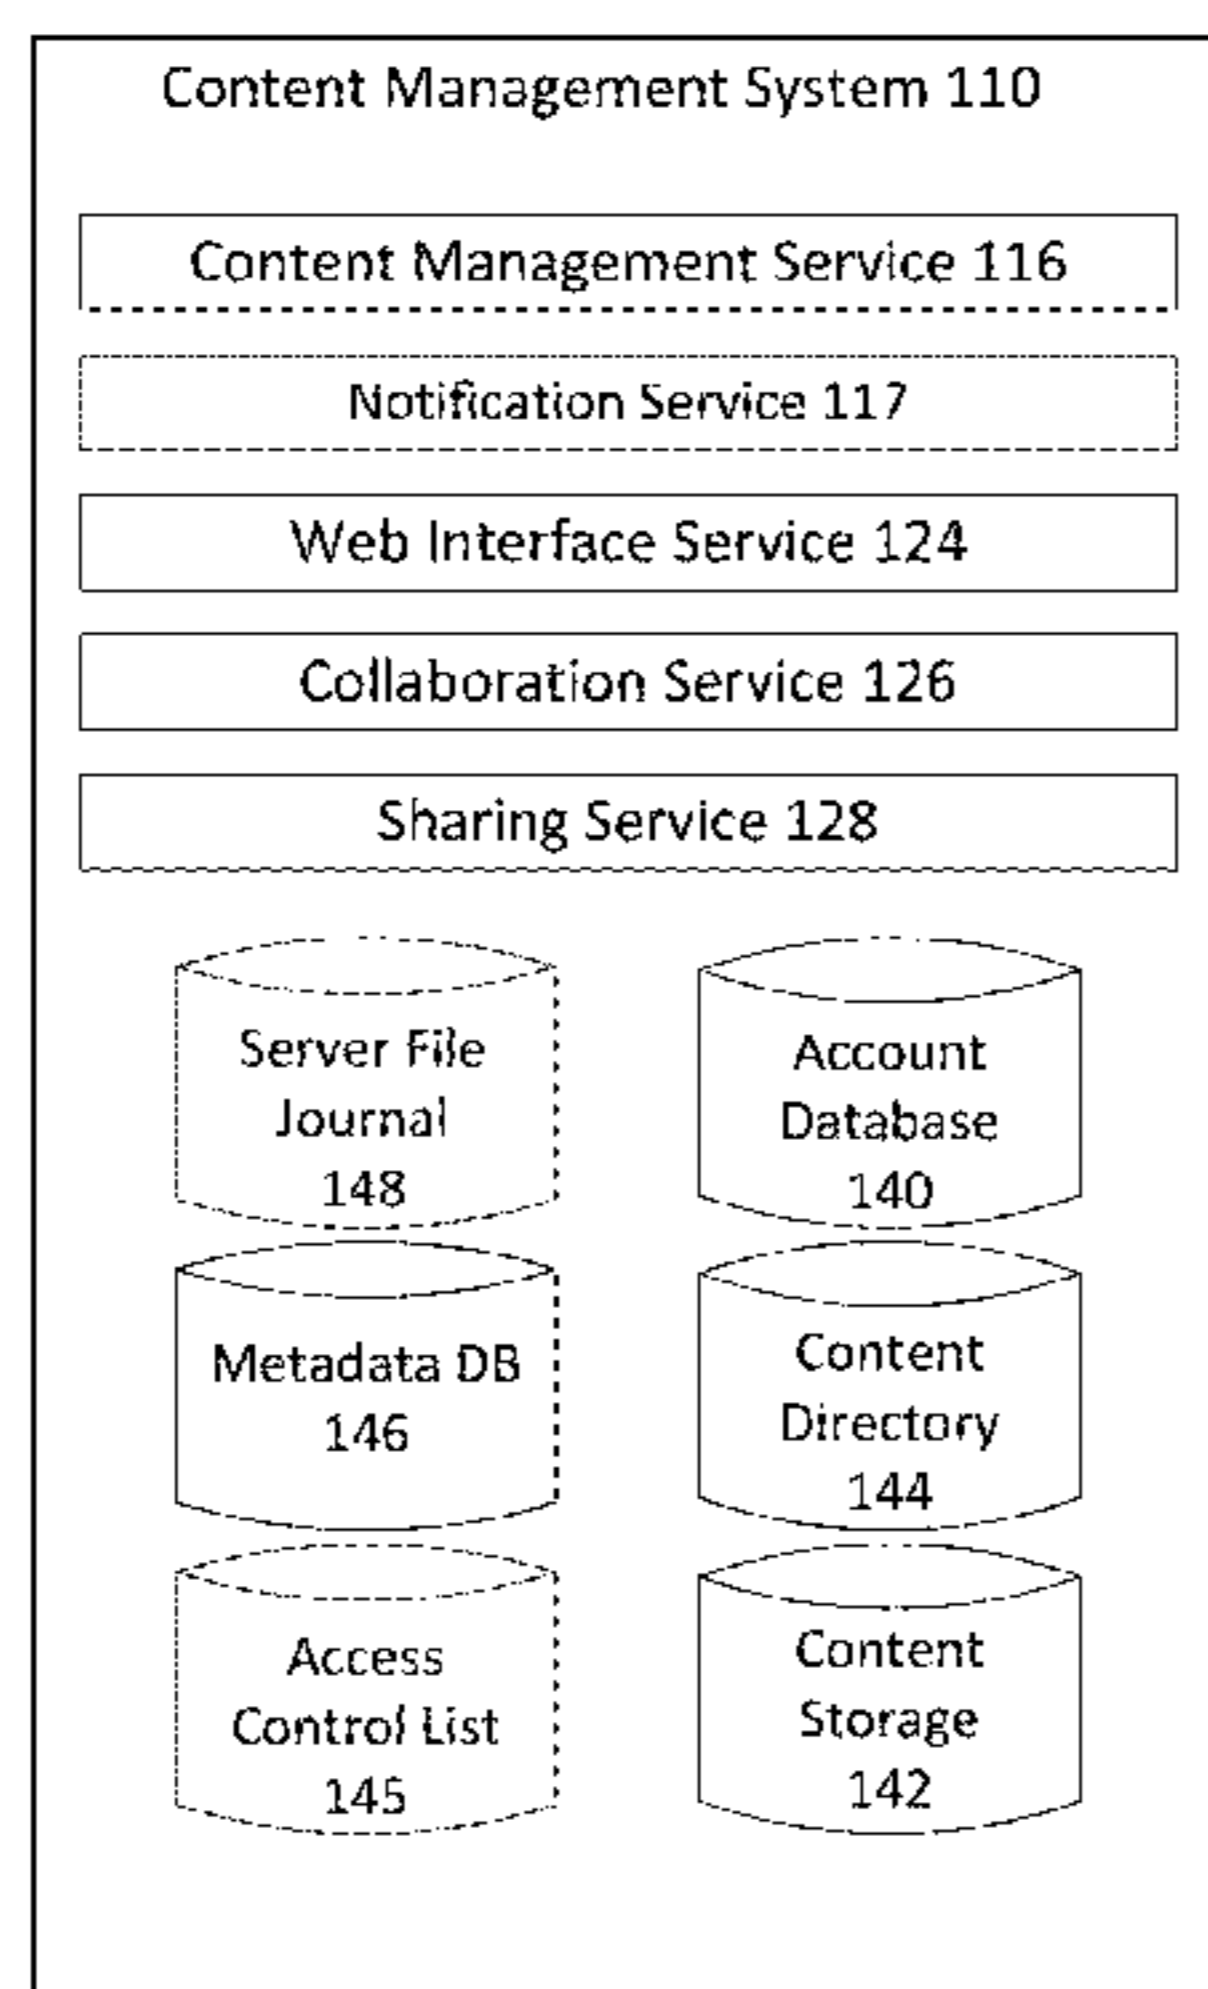 Content Management System 110
Content Management Service 116
Notification Service 117
Web Interface Service 124
Collaboration Service 126
Sharing Service 128
Server File
Journal
148
Account
Database
140
Metadata DB
146
Content
Directory
144
Access
Control List
145
Content
Storage
142